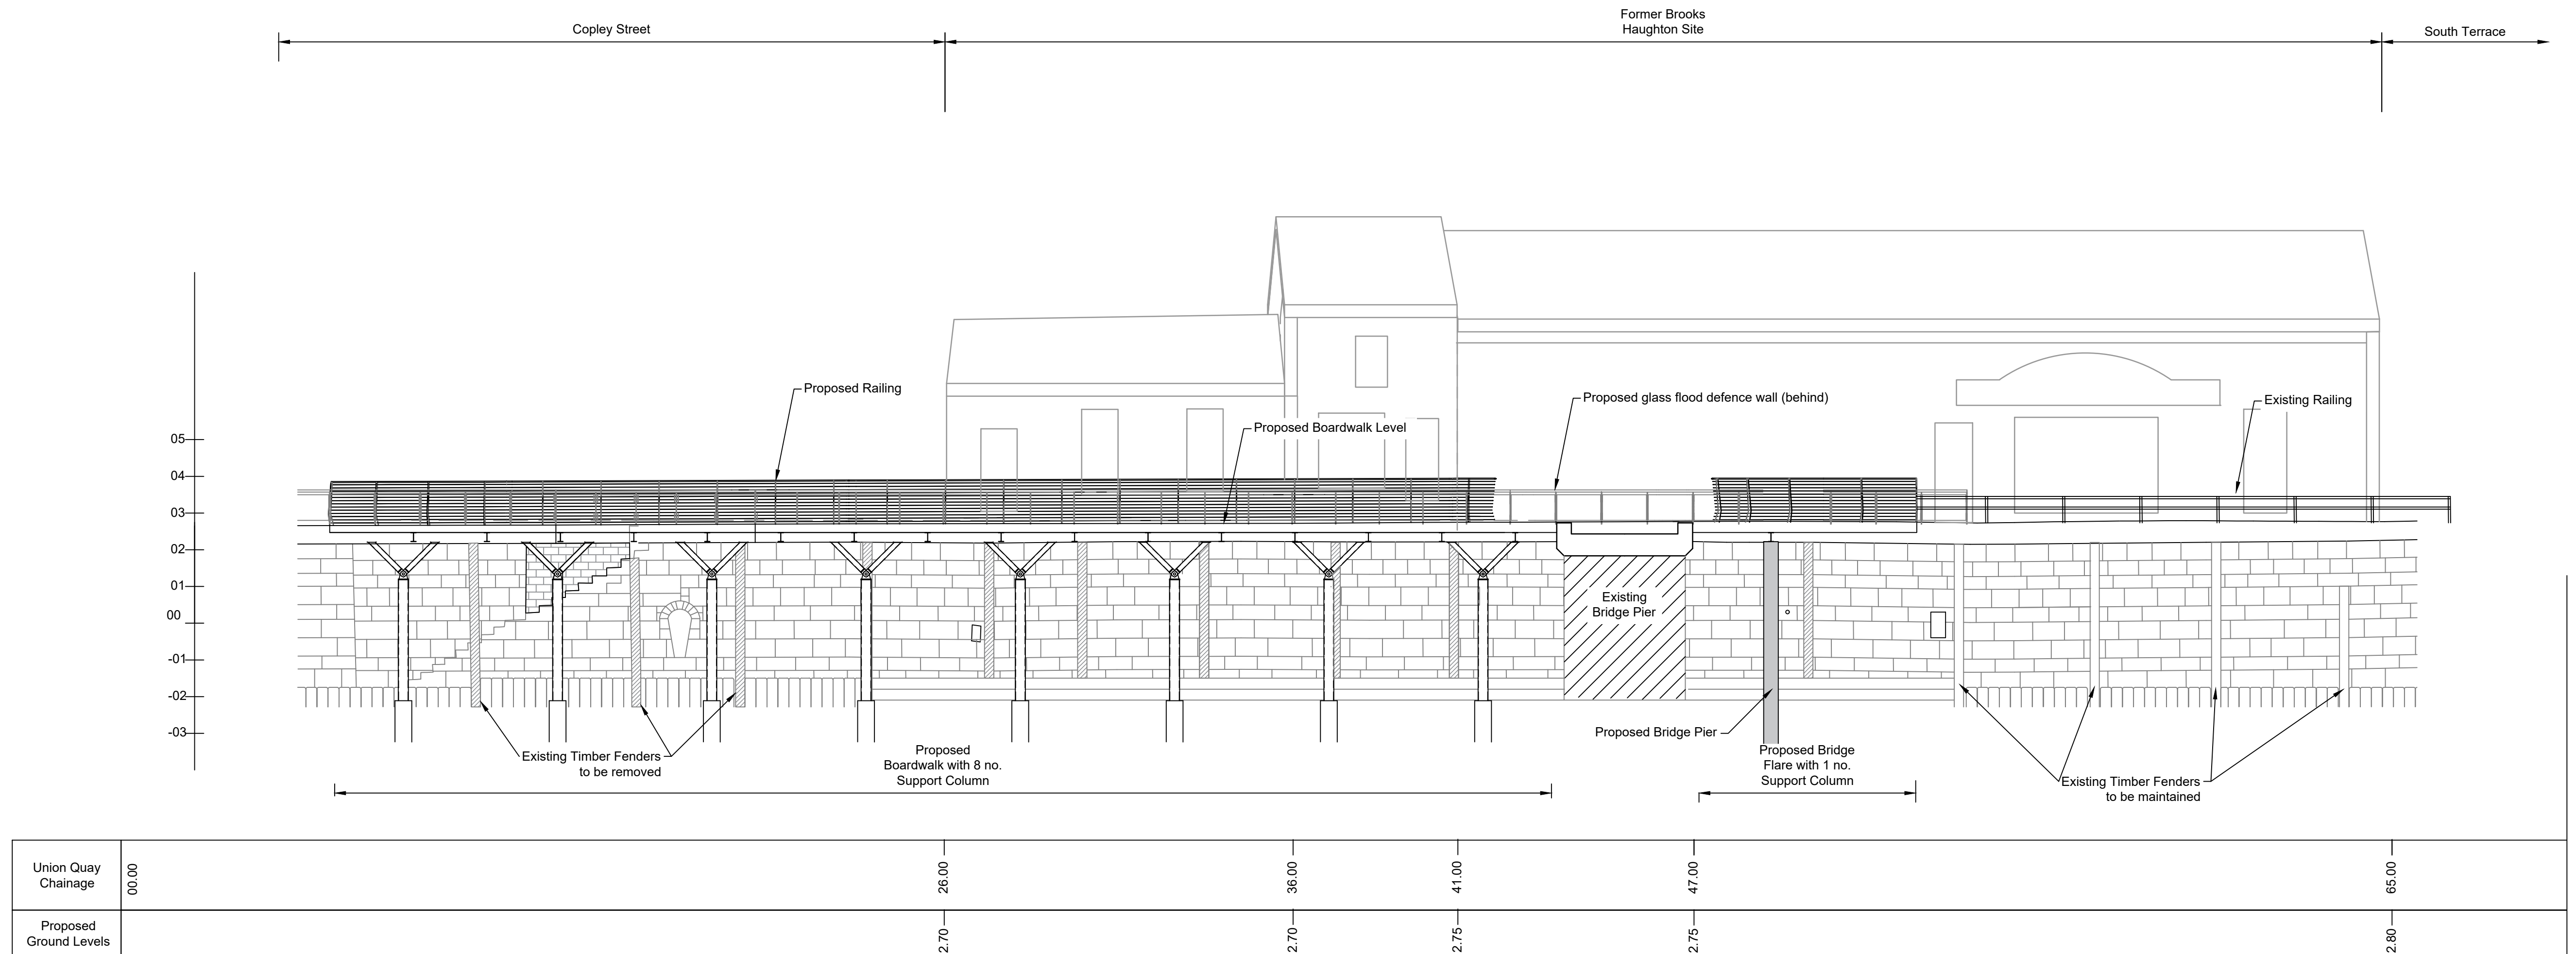 Copley Street
Former Brooks
Haughton Site
South Terrace
Proposed Railing
Proposed glass flood defence wall (behind)
Existing Railing
Proposed Boardwalk Level
05
04
03
02
01
00
-01
-02
-03
Existing
Bridge Pier
Existing Timber Fenders
to be removed
Proposed
Boardwalk with 8 no.
Support Column
Proposed Bridge Pier
Proposed Bridge
Flare with 1 no.
Support Column
Existing Timber Fenders
to be maintained
Union Quay
Chainage
00.00
26.00
36.00
41.00
47.00
65.00
Proposed
Ground Levels
2.70
2.70
2.75
2.75
2.80